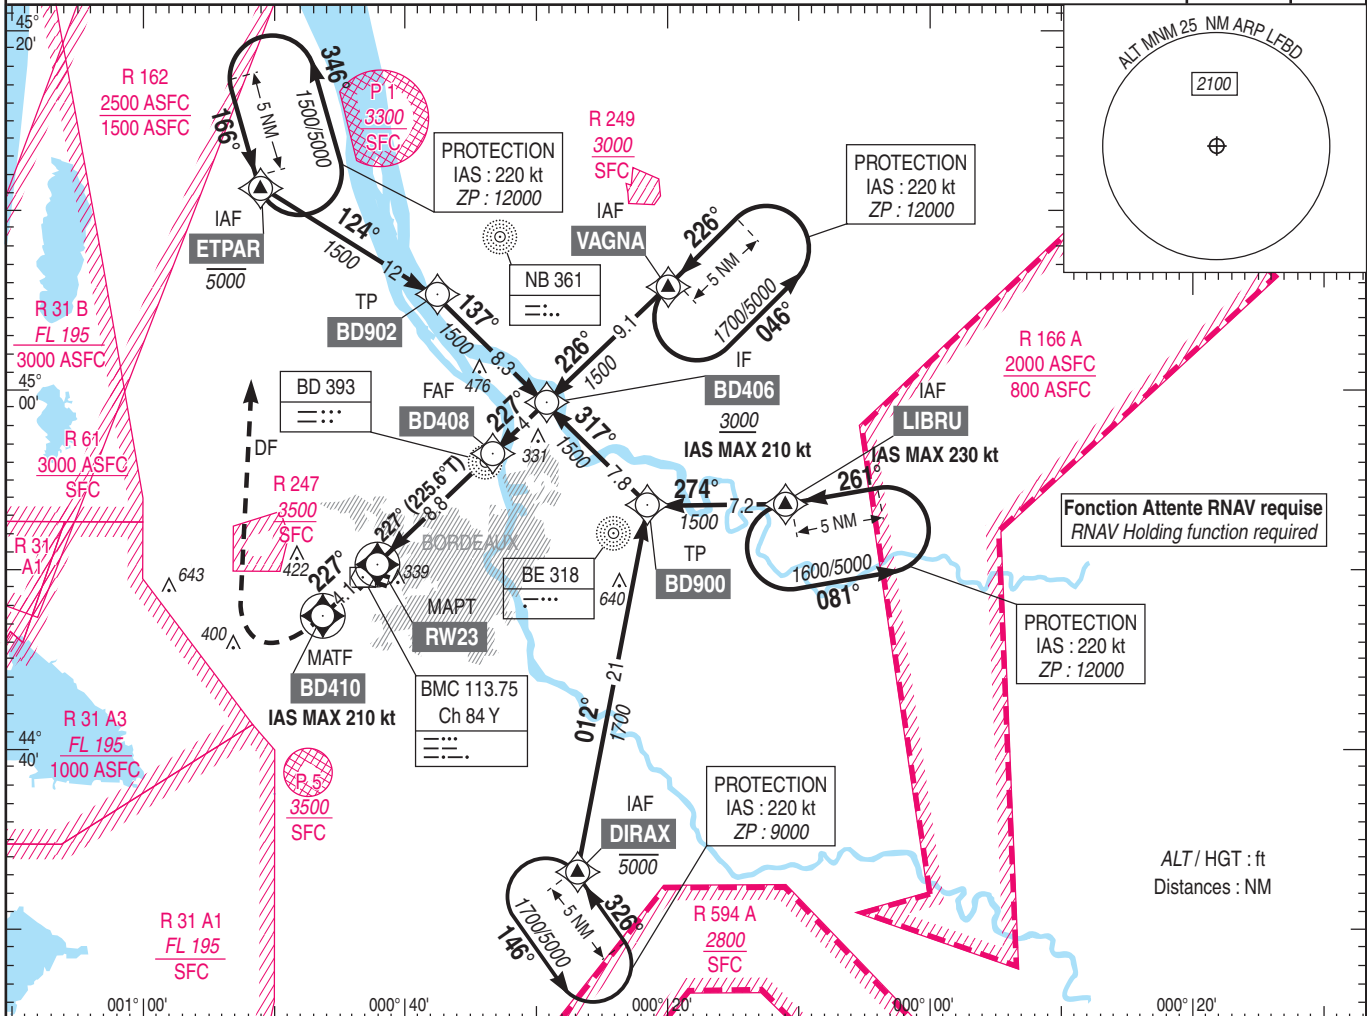 45°
20'
R 162
2500 ASFC
1500 ASFC
346°
166°
5 NM
1500/5000
P 1
3300
SFC
PROTECTION
IAS : 220 kt
ZP : 12000
R 249
3000
SFC
PROTECTION
IAS : 220 kt
ZP : 12000
ALT MNM 25 NM ARP LFBD
2100
IAF
ETPAR
5000
124°
1500
12
IAF
VAGNA
226°
5 NM
1700/5000
046°
NB 361
TP
BD902
137°
1500
8.3
9.1
226°
1500
R 31 B
FL 195
3000 ASFC
R 166 A
2000 ASFC
800 ASFC
45°
00'
BD 393
FAF
BD408
476
227°
4
331
IF
BD406
3000
IAS MAX 210 kt
IAF
LIBRU
IAS MAX 230 kt
DF
R 61
3000 ASFC
SFC
317°
1500
7.8
274°
1500
7.2
261°
5 NM
1600/5000
081°
Fonction Attente RNAV requise
RNAV Holding function required
R 247
3500
SFC
227° (225.6°T)
8.8
BORDEAUX
R 31
A1
643
422
339
227°
4.1
400
MAPT
RW23
BE 318
640
TP
BD900
PROTECTION
IAS : 220 kt
ZP : 12000
MATF
BD410
IAS MAX 210 kt
BMC 113.75
Ch 84 Y
21
012°
1700
R 31 A3
FL 195
1000 ASFC
44°
40'
P 5
3500
SFC
PROTECTION
IAS : 220 kt
ZP : 9000
IAF
DIRAX
5000
ALT / HGT : ft
Distances : NM
326°
5 NM
1700/5000
146°
R 594 A
2800
SFC
R 31 A1
FL 195
SFC
001° 00'
000° 40'
000° 20'
000° 00'
000° 20'